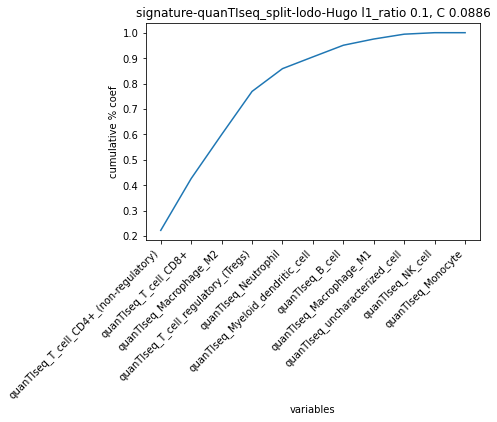 signature-quanTIseq_split-lodo-Hugo l1_ratio 0.1, C 0.0886
cumulative % coef
1.0
0.9
0.8
0.7
0.6
0.5
0.4
0.3
0.2
quanTIseq_T_cell_CD4+_(non-regulatory)
quanTIseq_T_cell_CD8+
quanTIseq_Macrophage_M2
quanTIseq_T_cell_regulatory_(Tregs)
quanTIseq_Neutrophil
quanTIseq_Myeloid_dendritic_cell
quanTIseq_B_cell
quanTIseq_Macrophage_M1
quanTIseq_uncharacterized_cell
quanTIseq_NK_cell
quanTIseq_Monocyte
variables